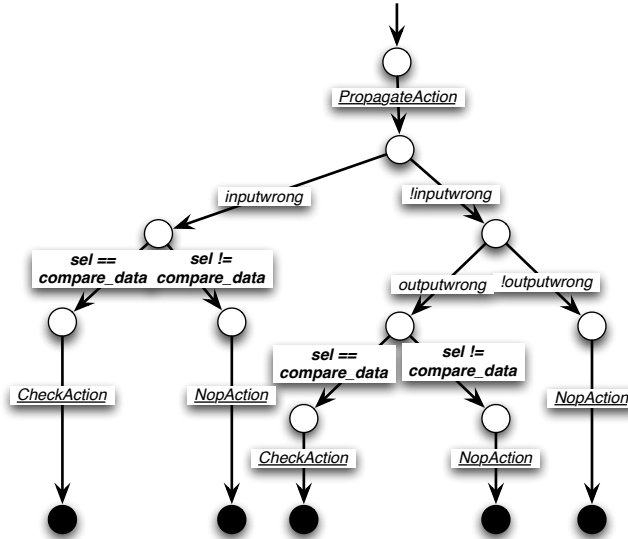 PropagateAction
inputwrong
!inputwrong
sel ==
compare_data
sel !=
compare_data
outputwrong
!outputwrong
sel ==
compare_data
sel !=
compare_data
CheckAction
NopAction
NopAction
CheckAction
NopAction